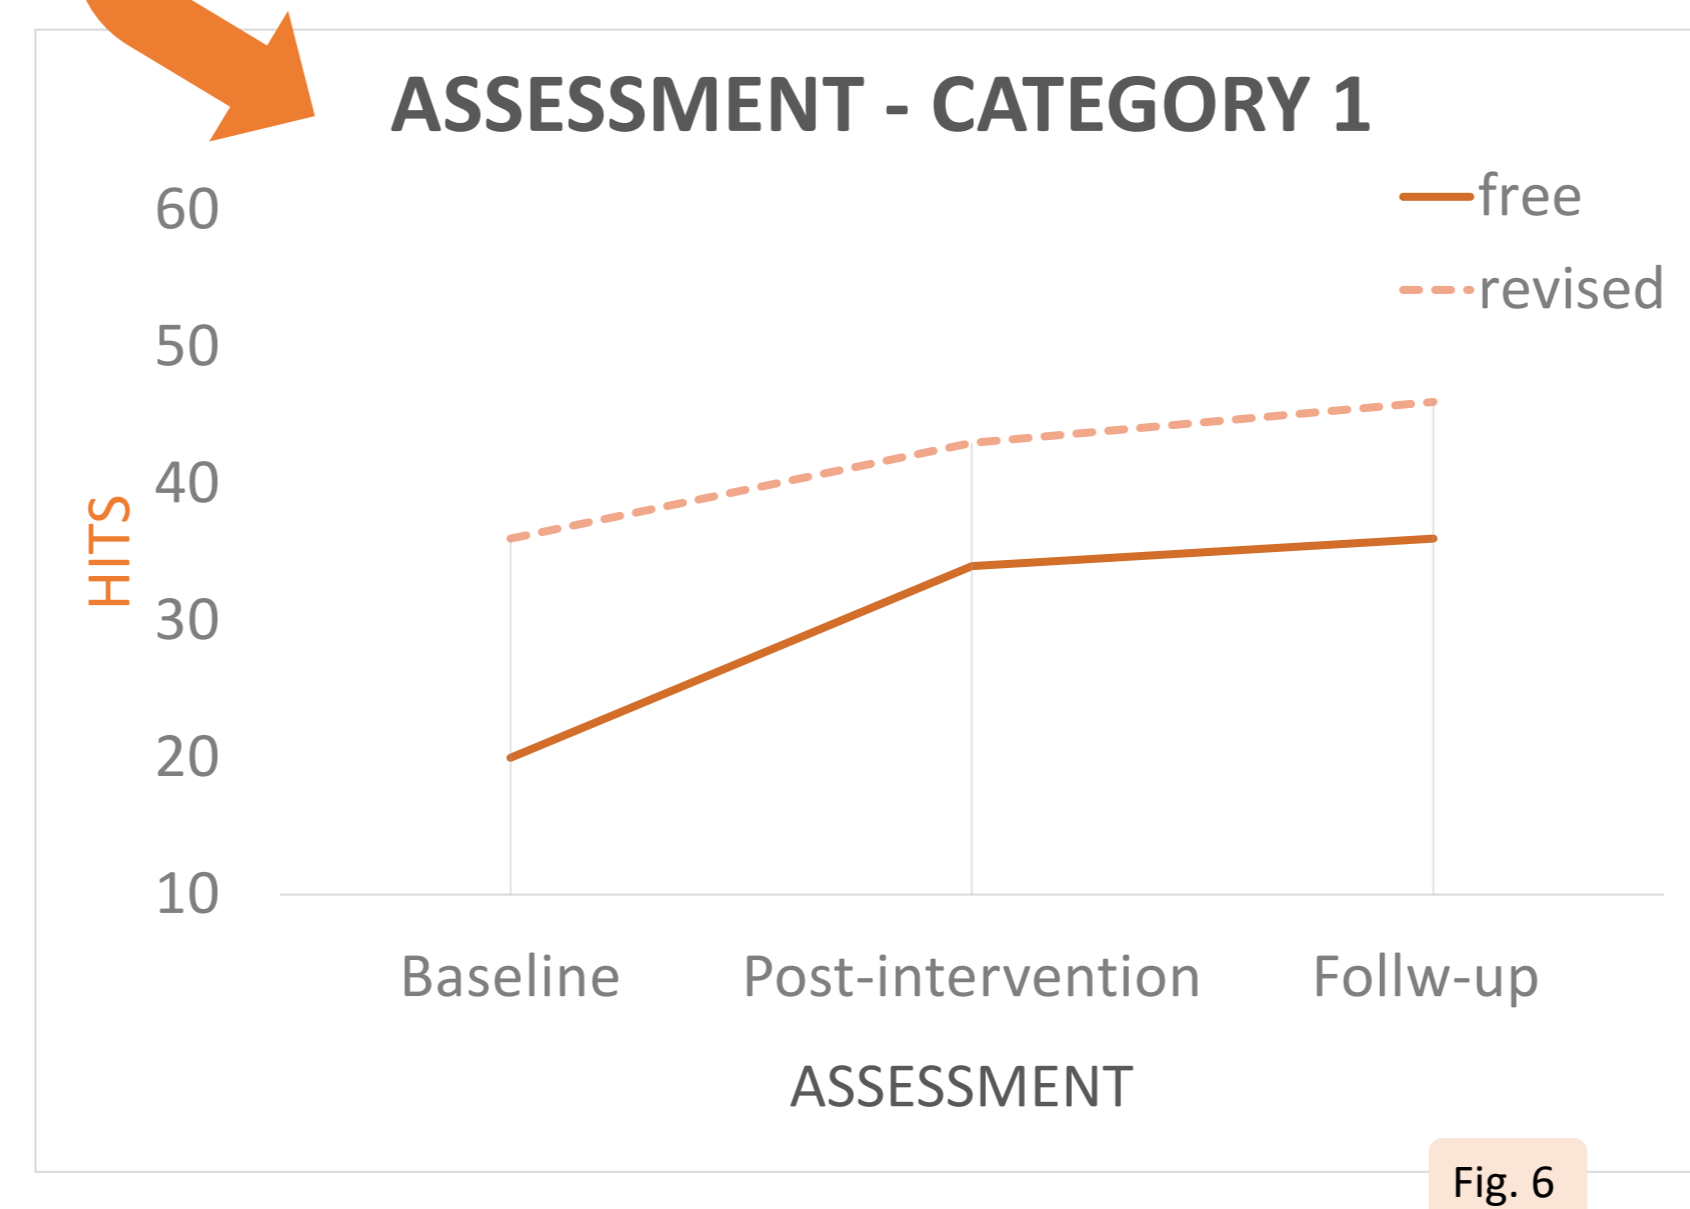 ASSESSMENT - CATEGORY 1
free
revised
60
50
40
30
20
10
HITS
Baseline
Post-intervention
Follw-up
ASSESSMENT
Fig. 6